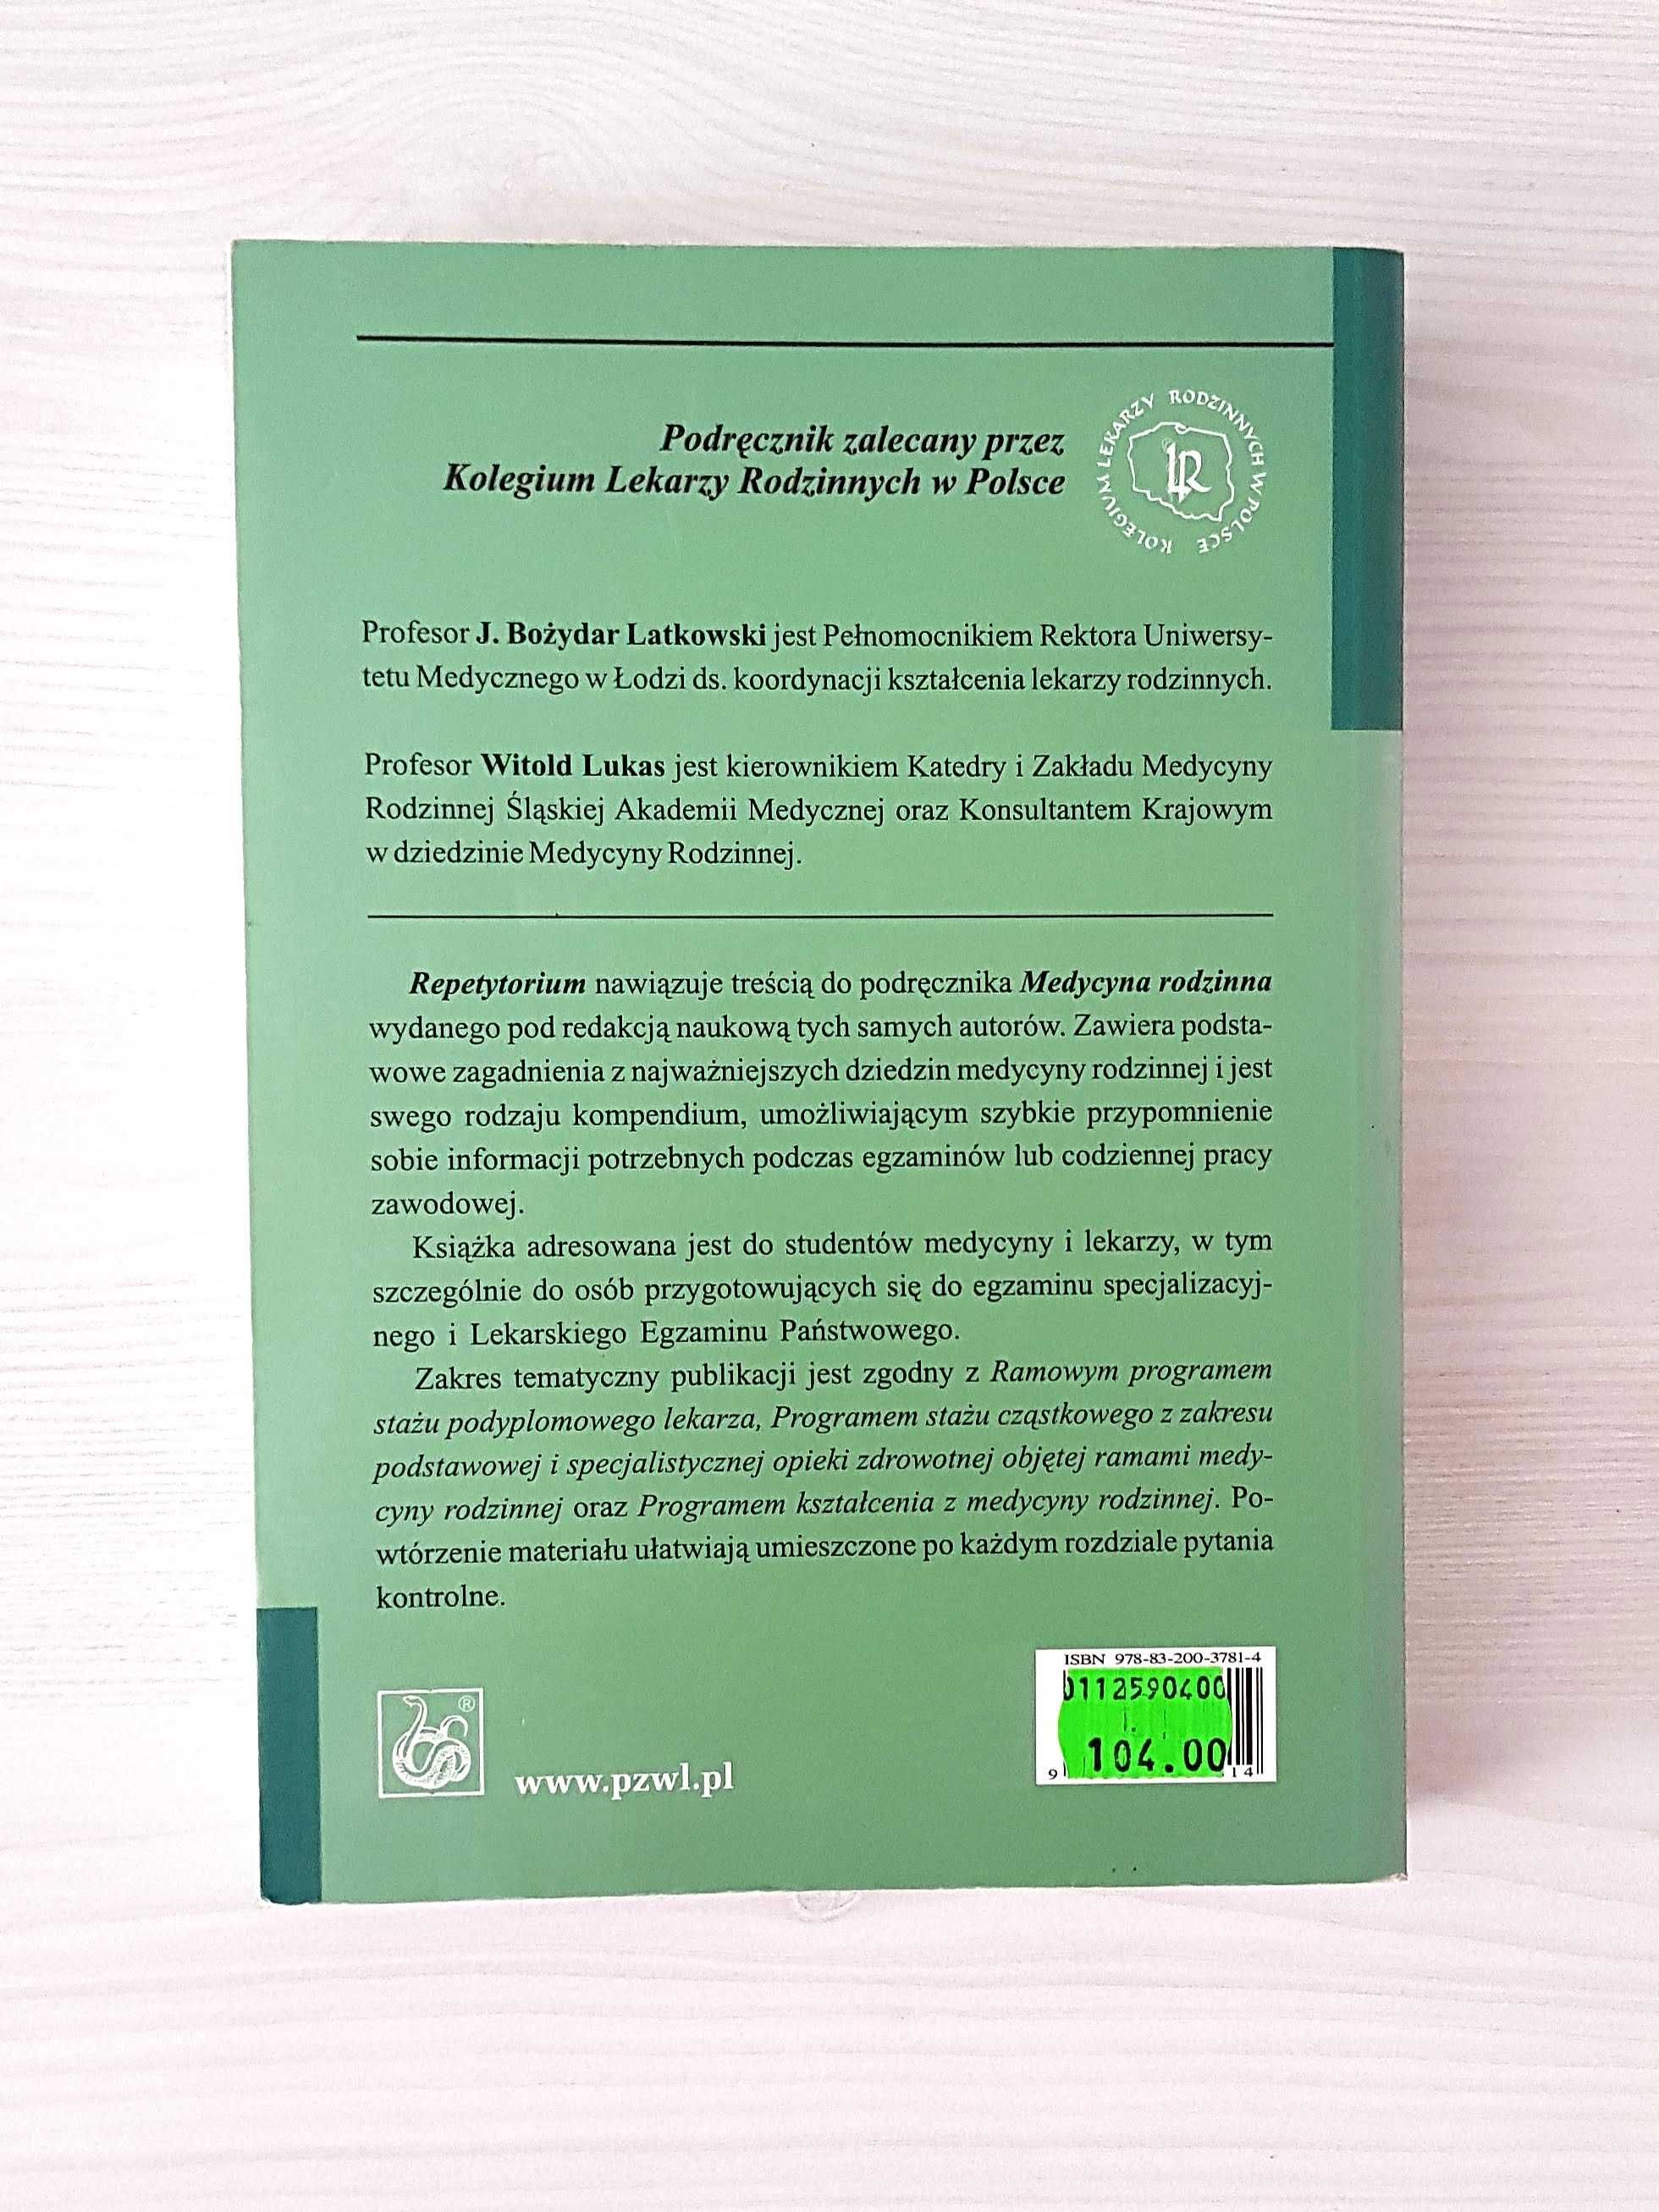 Podręcznik zalecany przez
Kolegium Lekarzy Rodzinnych w Polsce
KOLEGIUM LEKARZY RODZINNYCH W POLSCE
LR
Profesor J. Bożydar Latkowski jest Pełnomocnikiem Rektora Uniwersy-
tetu Medycznego w Łodzi ds. koordynacji kształcenia lekarzy rodzinnych.
Profesor Witold Lukas jest kierownikiem Katedry i Zakładu Medycyny
Rodzinnej Śląskiej Akademii Medycznej oraz Konsultantem Krajowym
w dziedzinie Medycyny Rodzinnej.
Repetytorium nawiązuje treścią do podręcznika Medycyna rodzinna
wydanego pod redakcją naukową tych samych autorów. Zawiera podsta-
wowe zagadnienia z najważniejszych dziedzin medycyny rodzinnej i jest
swego rodzaju kompendium, umożliwiającym szybkie przypomnienie
sobie informacji potrzebnych podczas egzaminów lub codziennej pracy
zawodowej.
Książka adresowana jest do studentów medycyny i lekarzy, w tym
szczególnie do osób przygotowujących się do egzaminu specjalizacyj-
nego i Lekarskiego Egzaminu Państwowego.
Zakres tematyczny publikacji jest zgodny z Ramowym programem
stażu podyplomowego lekarza, Programem stażu cząstkowego z zakresu
podstawowej i specjalistycznej opieki zdrowotnej objętej ramami medy-
cyny rodzinnej oraz Programem kształcenia z medycyny rodzinnej. Po-
wtórzenie materiału ułatwiają umieszczone po każdym rozdziale pytania
kontrolne.
ISBN 978-83-200-3781-4
01112590400
104.00
9 14
®
www.pzwl.pl